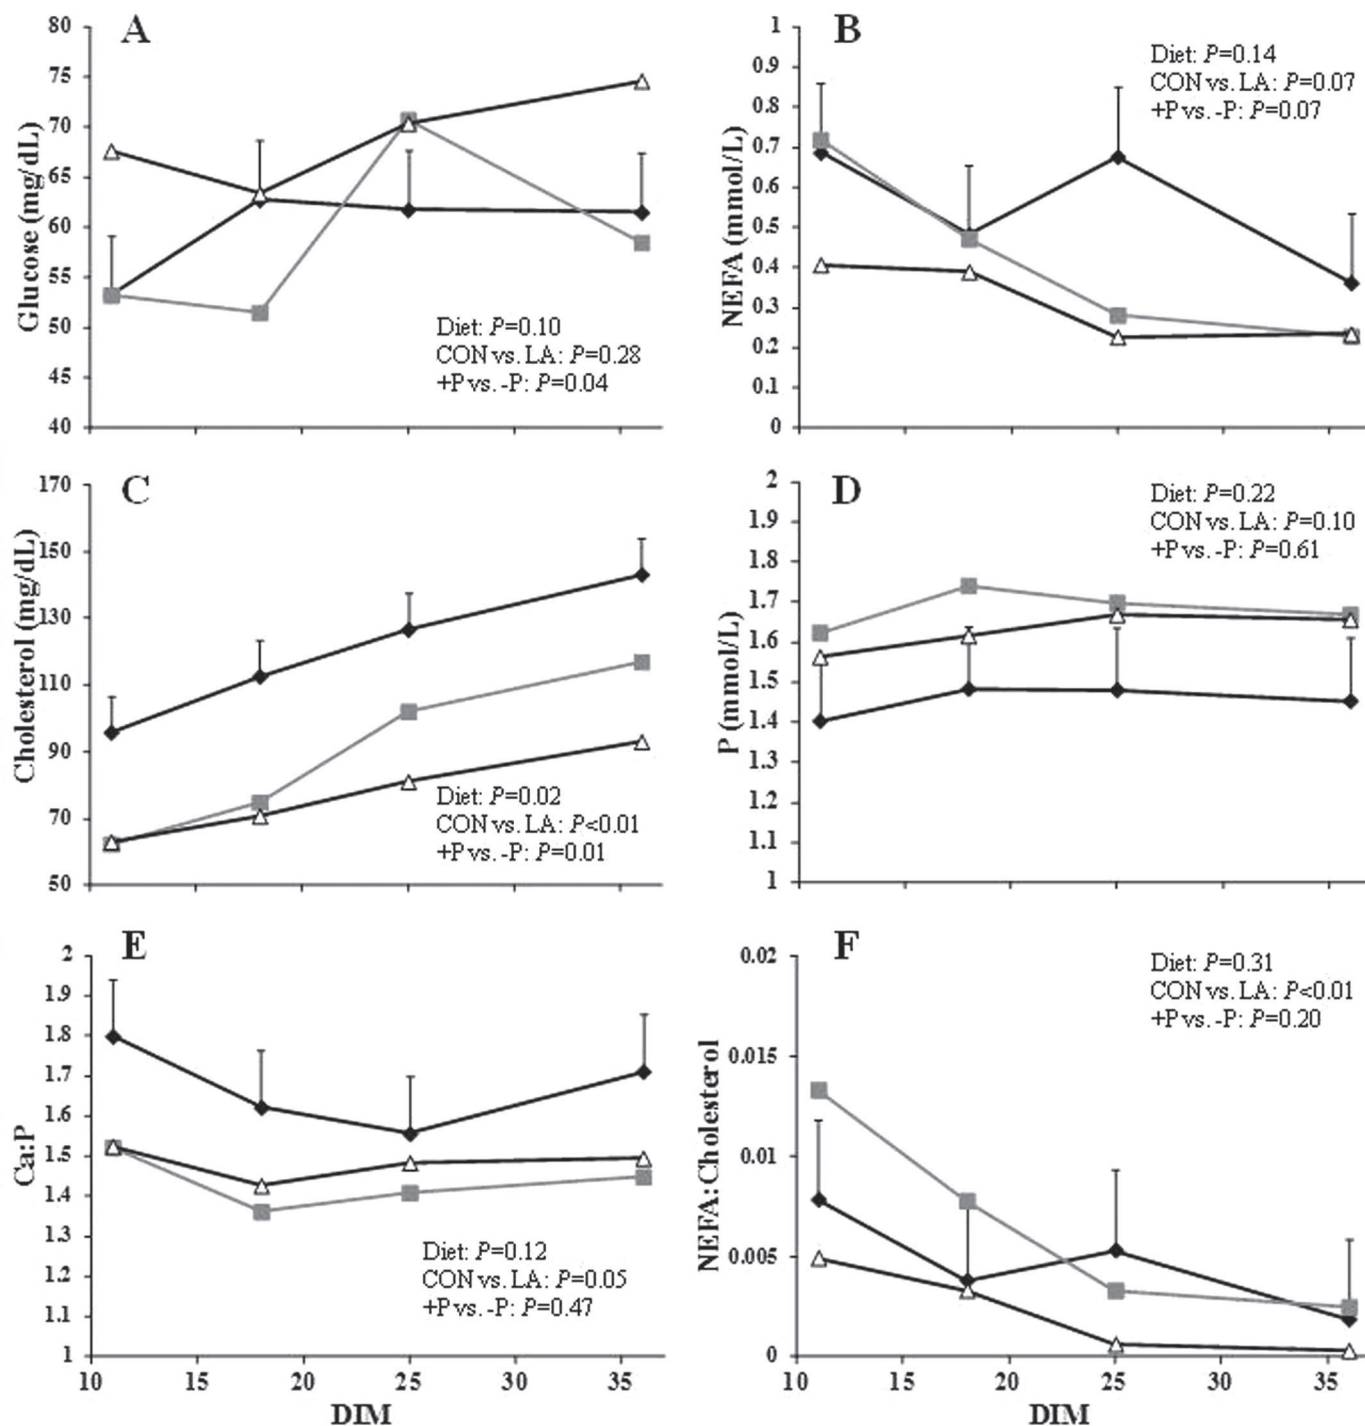 A
Glucose (mg/dL)
80
75
70
65
60
55
50
45
40
Diet: P=0.10
CON vs. LA: P=0.28
+P vs. -P: P=0.04
B
NEFA (mmol/L)
1
0.9
0.8
0.7
0.6
0.5
0.4
0.3
0.2
0.1
0
Diet: P=0.14
CON vs. LA: P=0.07
+P vs. -P: P=0.07
C
Cholesterol (mg/dL)
170
150
130
110
90
70
50
Diet: P=0.02
CON vs. LA: P<0.01
+P vs. -P: P=0.01
D
P (mmol/L)
2
1.9
1.8
1.7
1.6
1.5
1.4
1.3
1.2
1.1
1
Diet: P=0.22
CON vs. LA: P=0.10
+P vs. -P: P=0.61
E
Ca:P
2
1.9
1.8
1.7
1.6
1.5
1.4
1.3
1.2
1.1
1
Diet: P=0.12
CON vs. LA: P=0.05
+P vs. -P: P=0.47
10 15 20 25 30 35
DIM
F
NEFA:Cholesterol
0.02
0.015
0.01
0.005
0
Diet: P=0.31
CON vs. LA: P<0.01
+P vs. -P: P=0.20
10 15 20 25 30 35
DIM